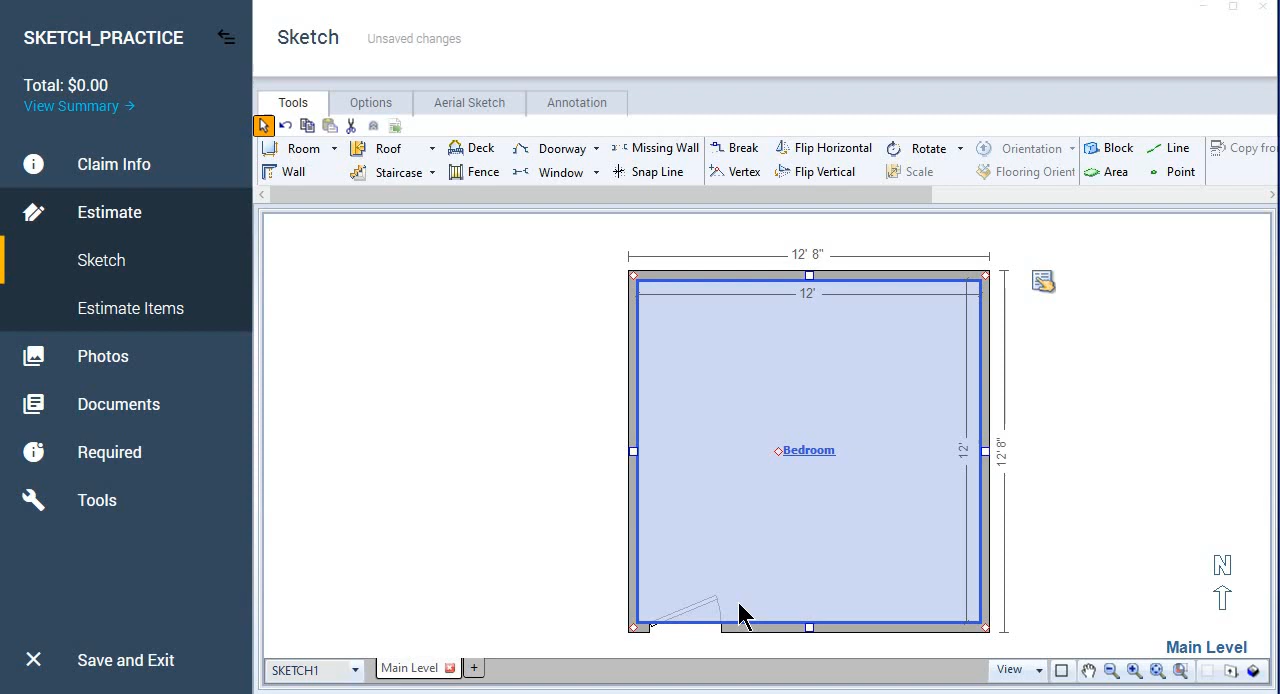 SKETCH_PRACTICE
Total: $0.00
View Summary
Claim Info
Estimate
Sketch
Estimate Items
Photos
Documents
Required
Tools
Save and Exit
Sketch Unsaved changes
Tools Options Aerial Sketch Annotation
Room Roof Deck Doorway Missing Wall Break Flip Horizontal Rotate Orientation Block Line Copy fro
Wall Staircase Fence Window Snap Line Vertex Flip Vertical Scale Flooring Orient Area Point
12' 8"
12'
Bedroom
12'
12' 8"
N
Main Level
SKETCH1 Main Level + View